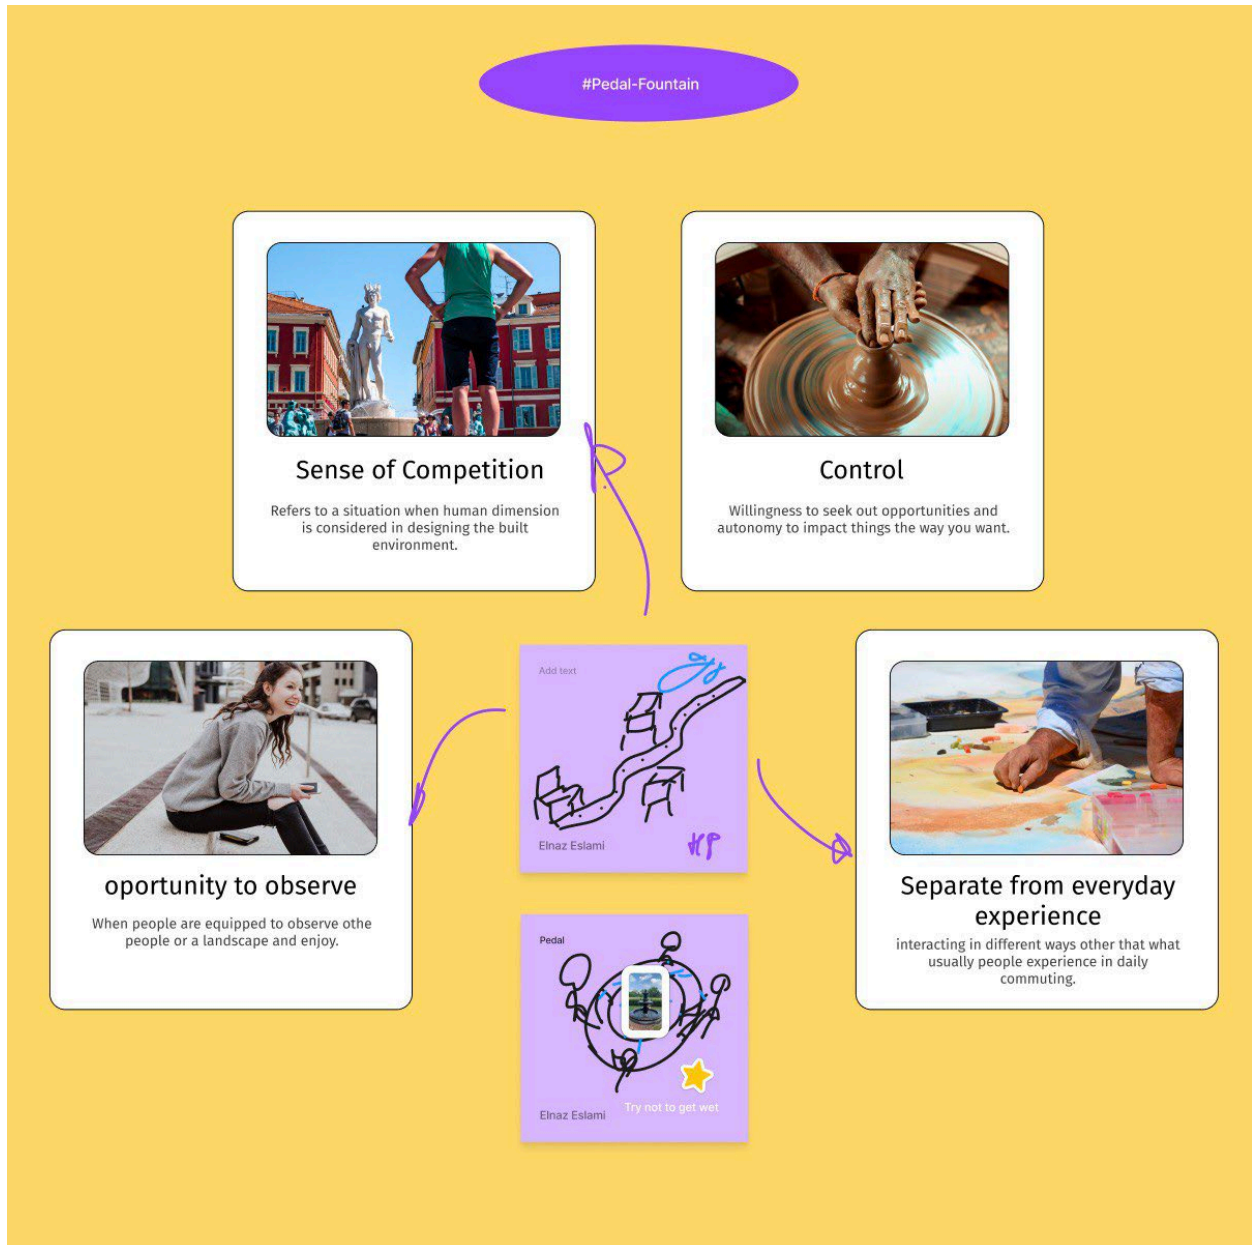 #Pedal-Fountain
Sense of Competition
Refers to a situation when human dimension
is considered in designing the built
environment.
Control
Willingness to seek out opportunities and
autonomy to impact things the way you want.
oportunity to observe
When people are equipped to observe othe
people or a landscape and enjoy.
Add text
Elnaz Eslami
Separate from everyday
experience
interacting in different ways other that what
usually people experience in daily
commuting.
Pedal
Elnaz Eslami
Try not to get wet